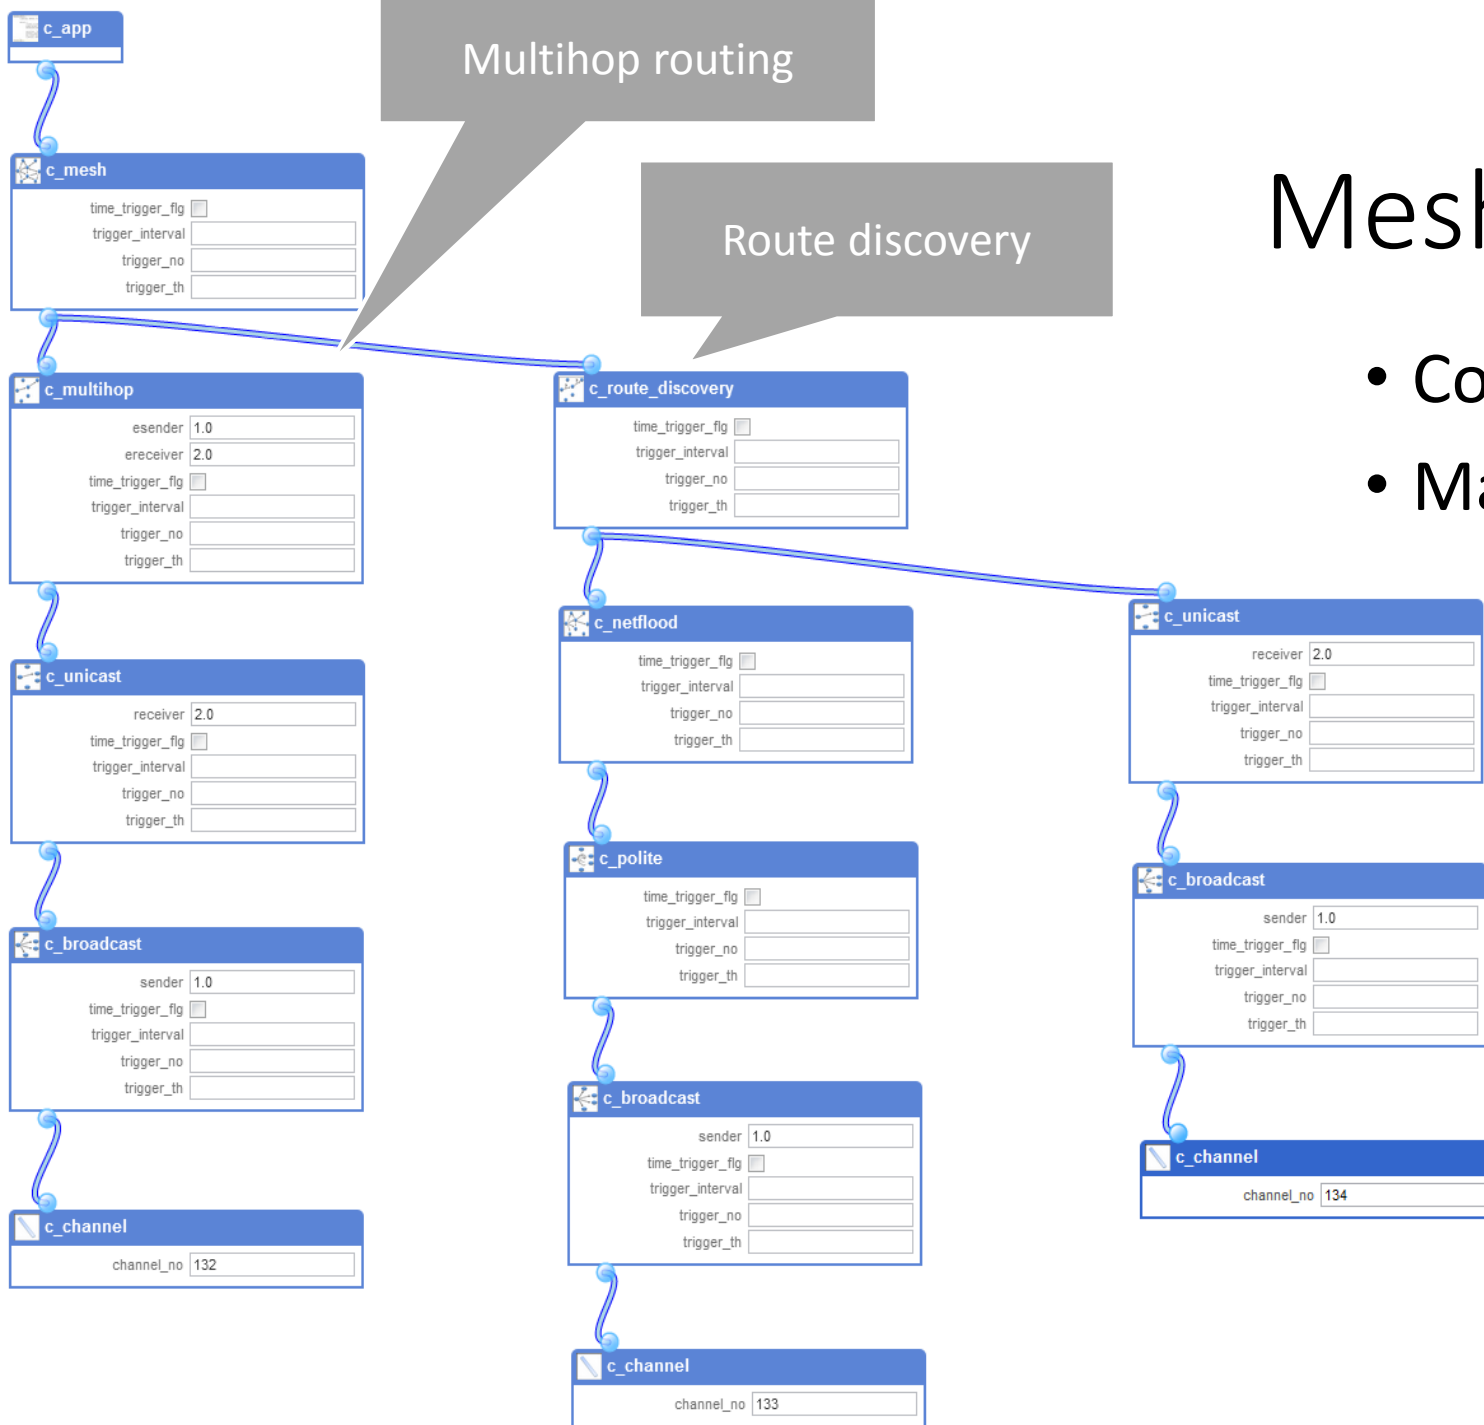 c_app
Multihop routing
c_mesh
time_trigger_flg
trigger_interval
trigger_no
trigger_th
Route discovery
Mesh
• Co
• Ma
c_multihop
esender 1.0
ereceiver 2.0
time_trigger_flg
trigger_interval
trigger_no
trigger_th
c_route_discovery
time_trigger_flg
trigger_interval
trigger_no
trigger_th
c_unicast
receiver 2.0
time_trigger_flg
trigger_interval
trigger_no
trigger_th
c_broadcast
sender 1.0
time_trigger_flg
trigger_interval
trigger_no
trigger_th
c_channel
channel_no 132
c_netflood
time_trigger_flg
trigger_interval
trigger_no
trigger_th
c_polite
time_trigger_flg
trigger_interval
trigger_no
trigger_th
c_broadcast
sender 1.0
time_trigger_flg
trigger_interval
trigger_no
trigger_th
c_channel
channel_no 133
c_unicast
receiver 2.0
time_trigger_flg
trigger_interval
trigger_no
trigger_th
c_broadcast
sender 1.0
time_trigger_flg
trigger_interval
trigger_no
trigger_th
c_channel
channel_no 134